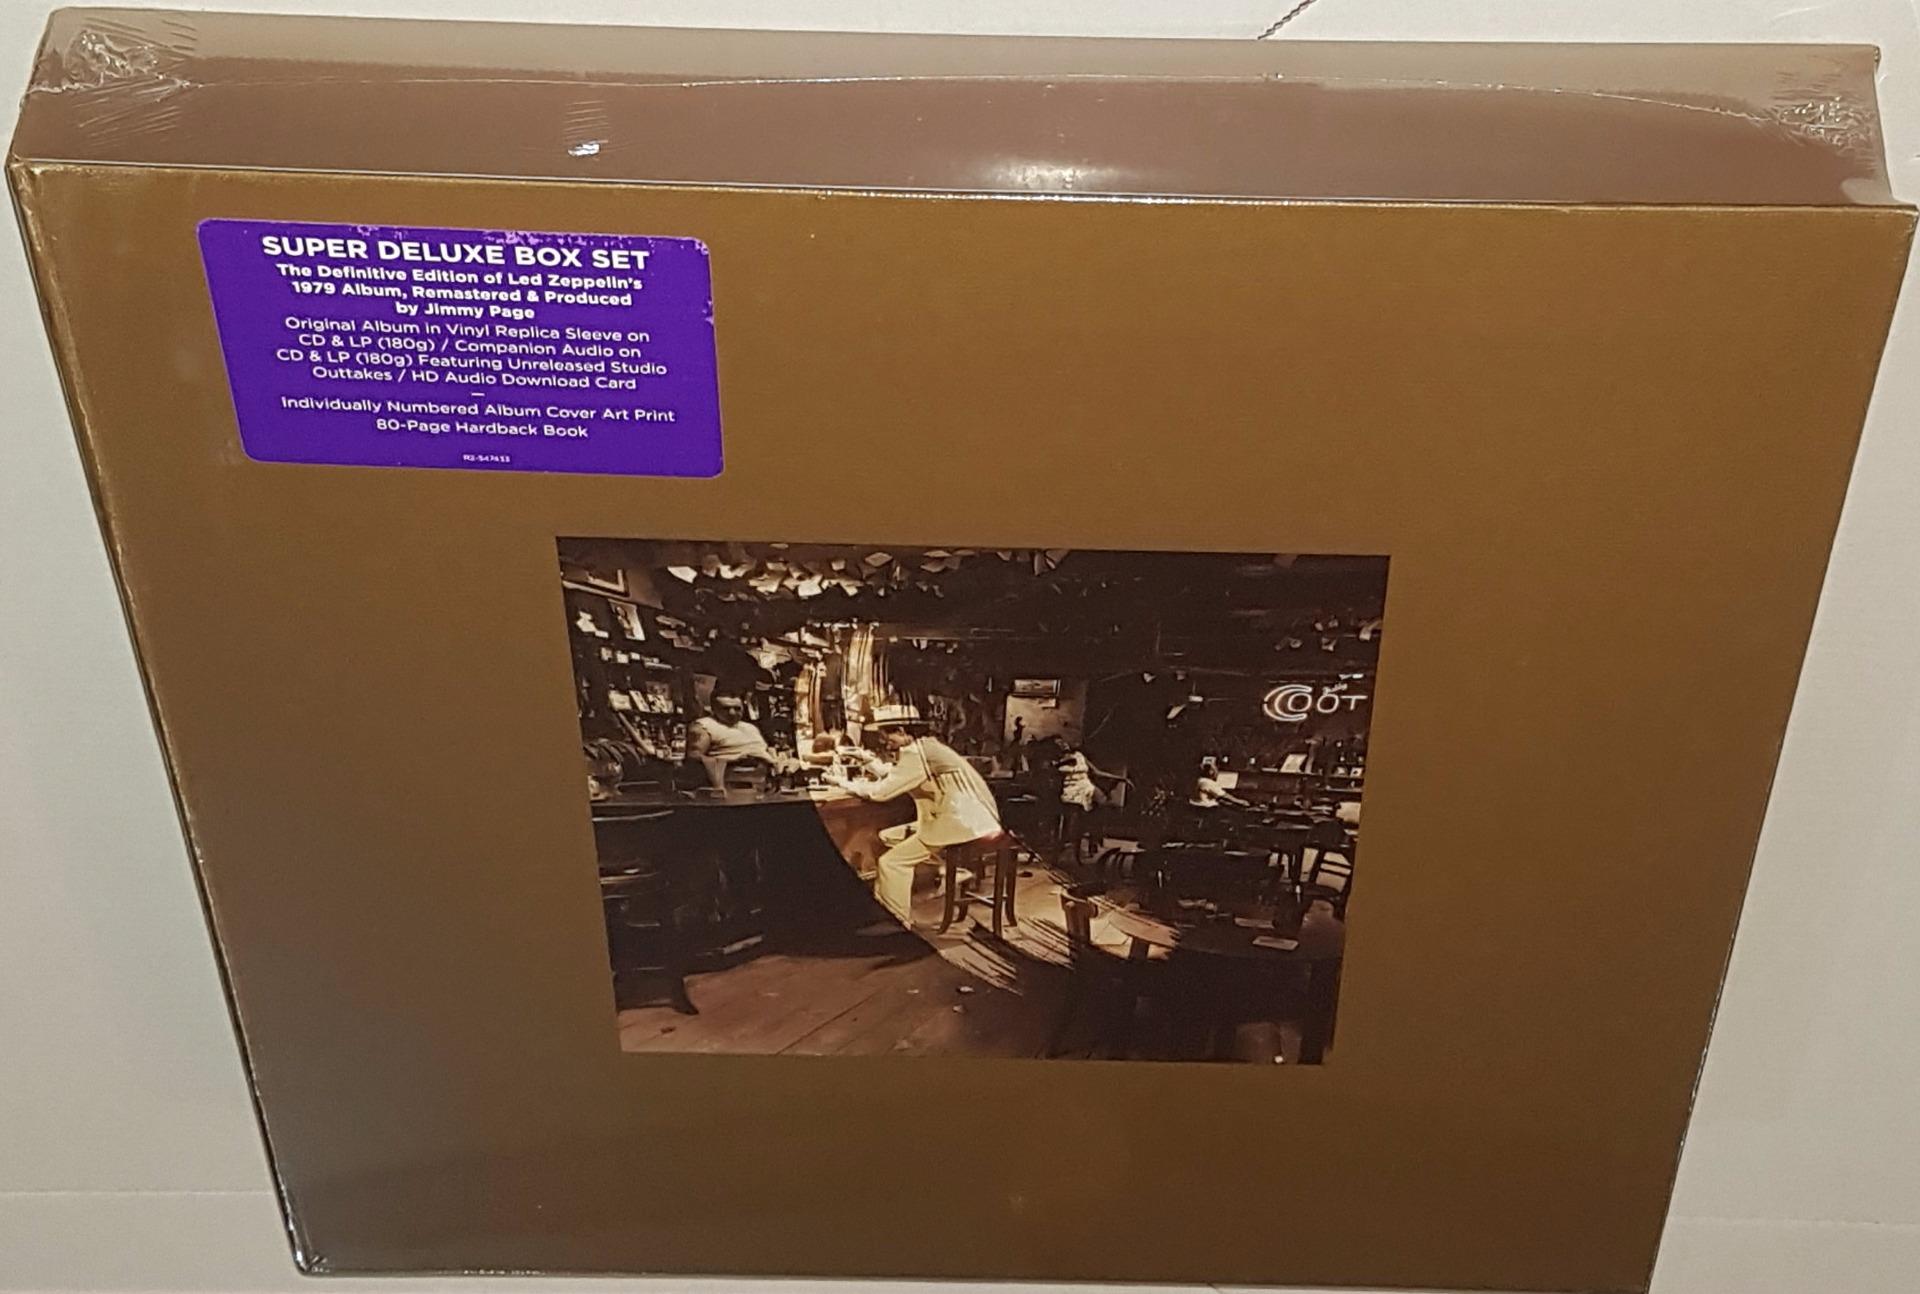 SUPER DELUXE BOX SET
The Definitive Edition of Led Zeppelin's
1979 Album, Remastered & Produced
by Jimmy Page
Original Album in Vinyl Replica Sleeve on
CD & LP (180g) / Companion Audio on
CD & LP (180g) Featuring Unreleased Studio
Outtakes / HD Audio Download Card
—
Individually Numbered Album Cover Art Print
80-Page Hardback Book
R2-547453